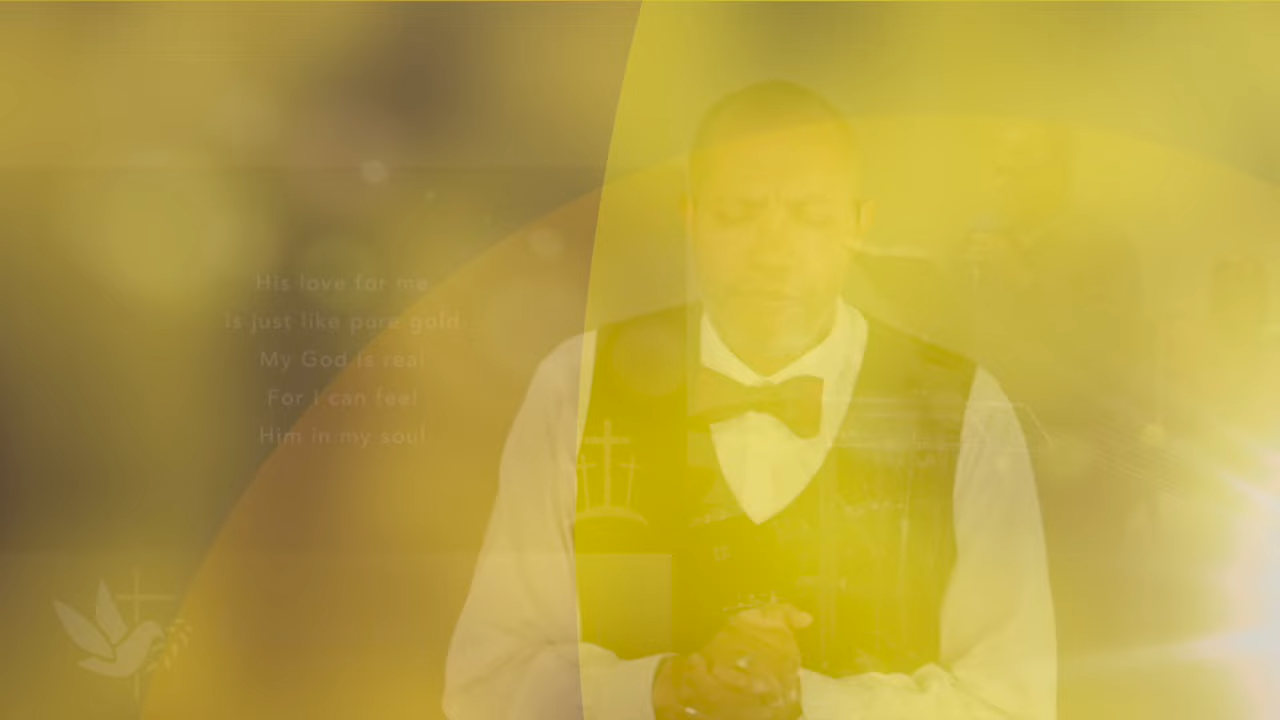 His love for me
Is just like pure gold
My God is real
For I can feel
Him in my soul